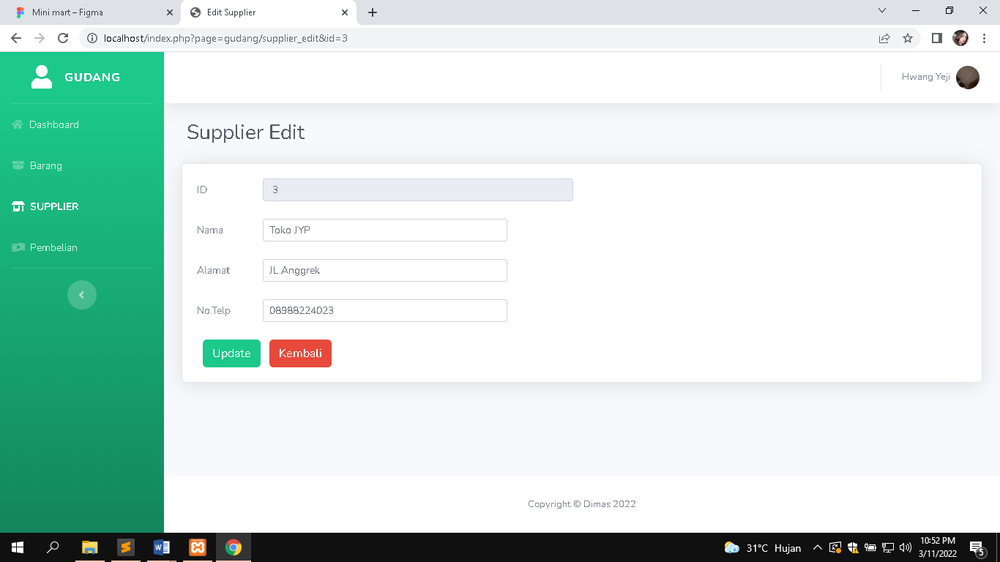 Mini mart – Figma
Edit Supplier
localhost/index.php?page=gudang/supplier_edit&id=3
GUDANG
Hwang Yeji
Dashboard
Barang
SUPPLIER
Pembelian
Supplier Edit
ID
3
Nama
Toko JYP
Alamat
JL.Anggrek
No.Telp
08988224023
Update
Kembali
Copyright © Dimas 2022
31°C Hujan
10:52 PM
3/11/2022
5